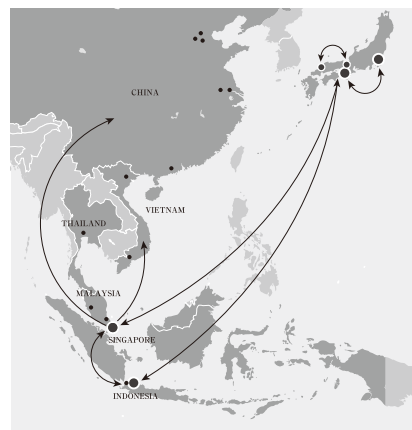 CHINA
VIETNAM
THAILAND
MALAYSIA
SINGAPORE
INDONESIA